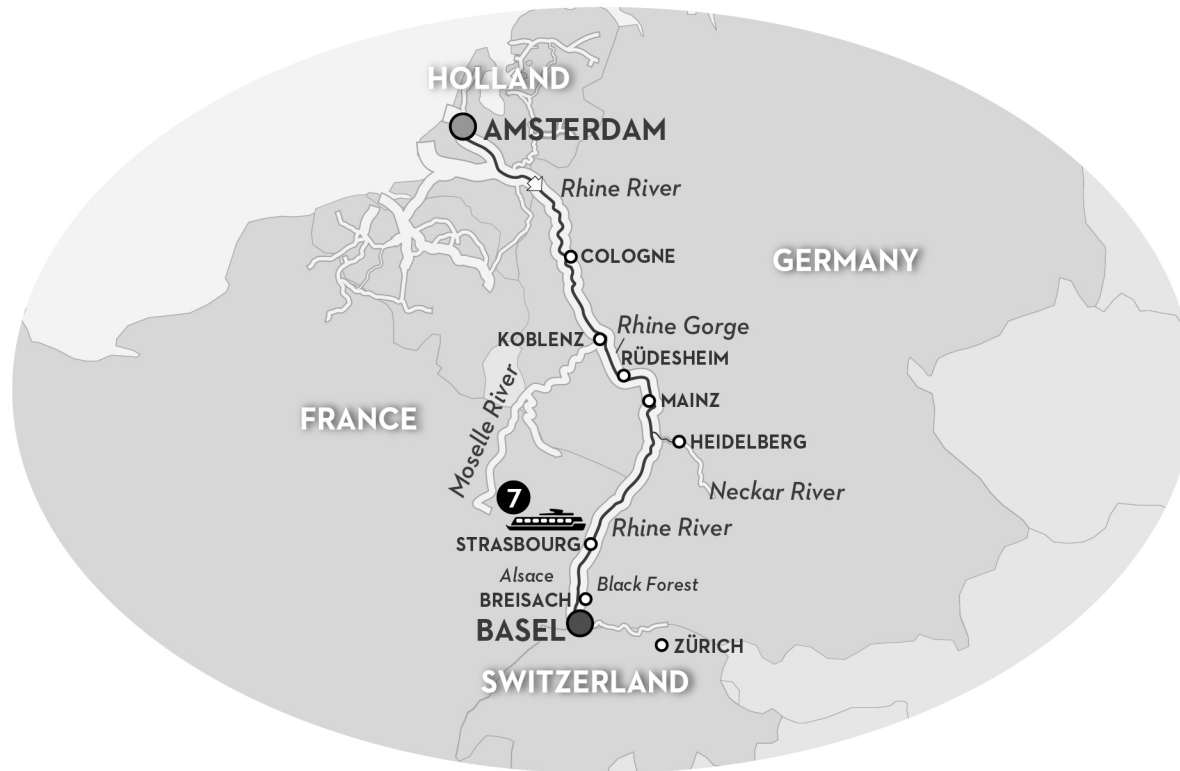 HOLLAND
AMSTERDAM
Rhine River
COLOGNE
GERMANY
Rhine Gorge
KOBLENZ
RÜDESHEIM
MAINZ
FRANCE
Moselle River
HEIDELBERG
Neckar River
7
Rhine River
STRASBOURG
Alsace
Black Forest
BREISACH
BASEL
ZÜRICH
SWITZERLAND